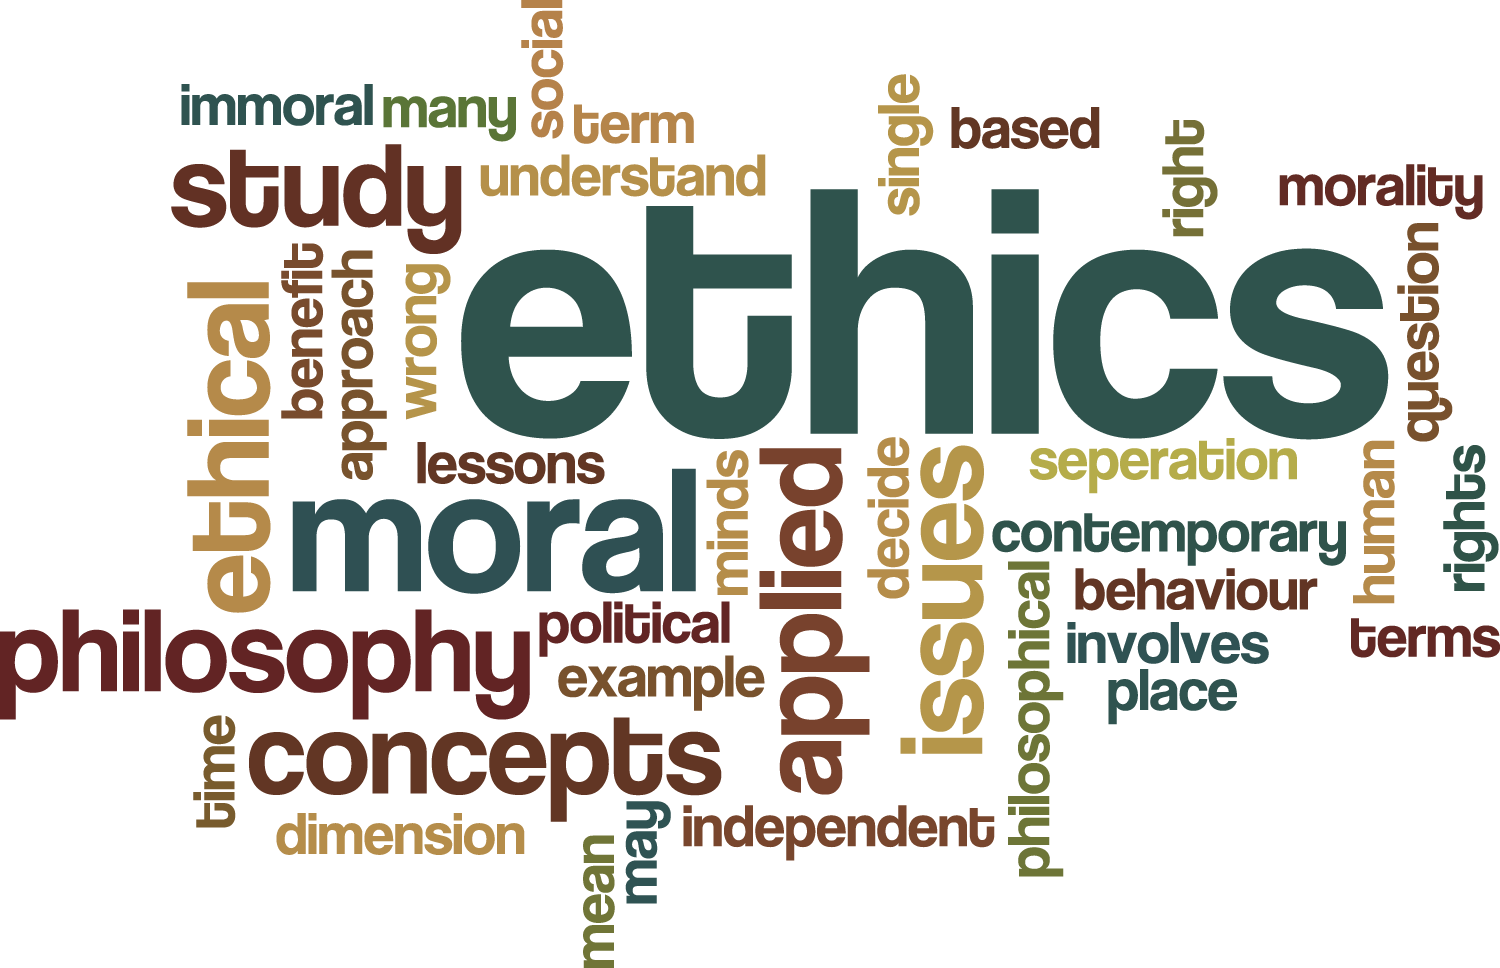 social
immoral
many
term
single
based
right
morality
study
understand
ethics
question
benefit
approach
wrong
ethical
lessons
moral
minds
applied
decide
issues
seperation
contemporary
human
rights
behaviour
philosophy
political
involves
terms
example
place
philosophical
time
concepts
dimension
may
independent
mean